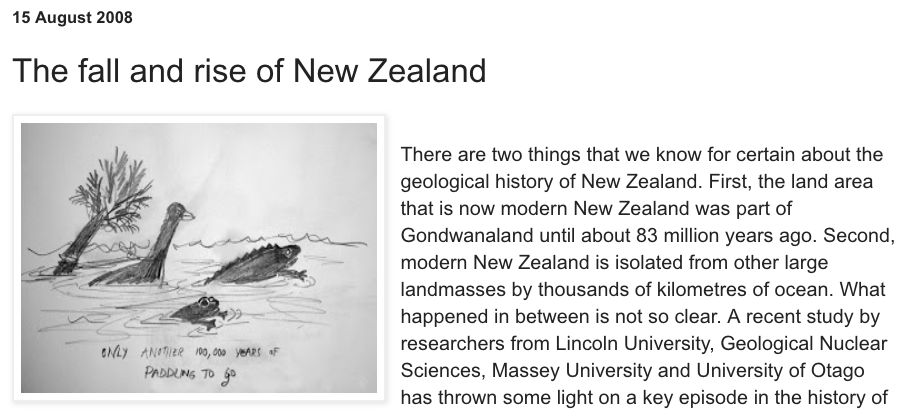 15 August 2008
The fall and rise of New Zealand
There are two things that we know for certain about the
geological history of New Zealand. First, the land area
that is now modern New Zealand was part of
Gondwanaland until about 83 million years ago. Second,
modern New Zealand is isolated from other large
landmasses by thousands of kilometres of ocean. What
happened in between is not so clear. A recent study by
researchers from Lincoln University, Geological Nuclear
Sciences, Massey University and University of Otago
has thrown some light on a key episode in the history of
ONLY ANOTHER 100,000 YEARS OF
PADDLING TO GO